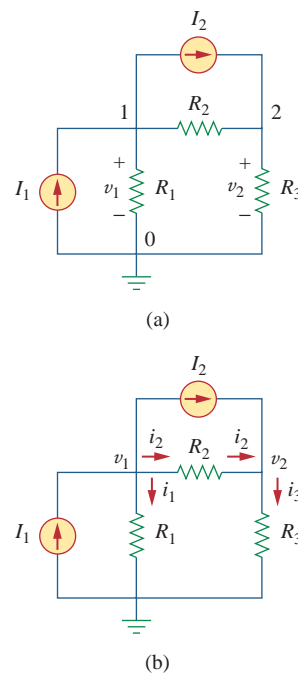 I₂
1 R₂ 2
I₁ + v₁ − R₁ + v₂ − R₃
0
(a)
I₂
v₁ i₂ R₂ i₂ v₂
i₁ i₃
I₁ R₁ R₃
(b)